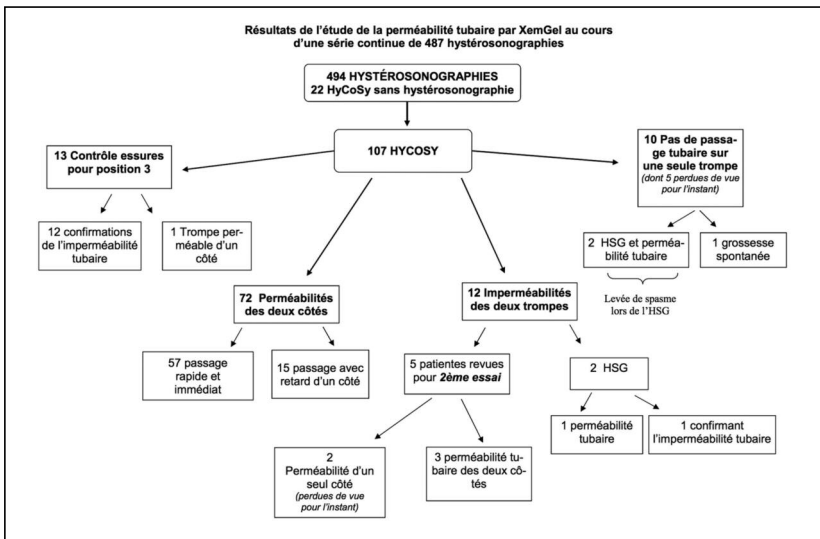 Résultats de l'étude de la perméabilité tubaire par XemGel au cours
d'une série continue de 487 hystérosonographies
494 HYSTÉROSONOGRAPHIES
22 HyCoSy sans hystérosonographie
107 HYCOSY
13 Contrôle essures
pour position 3
12 confirmations
de l'imperméabilité
tubaire
1 Trompe per-
méable d'un
côté
10 Pas de passa-
ge tubaire sur
une seule trompe
(dont 5 perdues de vue
pour l'instant)
2 HSG et perméa-
bilité tubaire
1 grossesse
spontanée
Levée de spasme
lors de l'HSG
72 Perméabilités
des deux côtés
57 passage
rapide et
immédiat
15 passage avec
retard d'un côté
12 Imperméabilités
des deux trompes
5 patientes revues
pour 2ème essai
2 HSG
2
Perméabilité d'un
seul côté
(perdues de vue
pour l'instant)
3 perméabilité tu-
baire des deux cô-
tés
1 perméabilité
tubaire
1 confirmant
l'imperméabilité tubaire